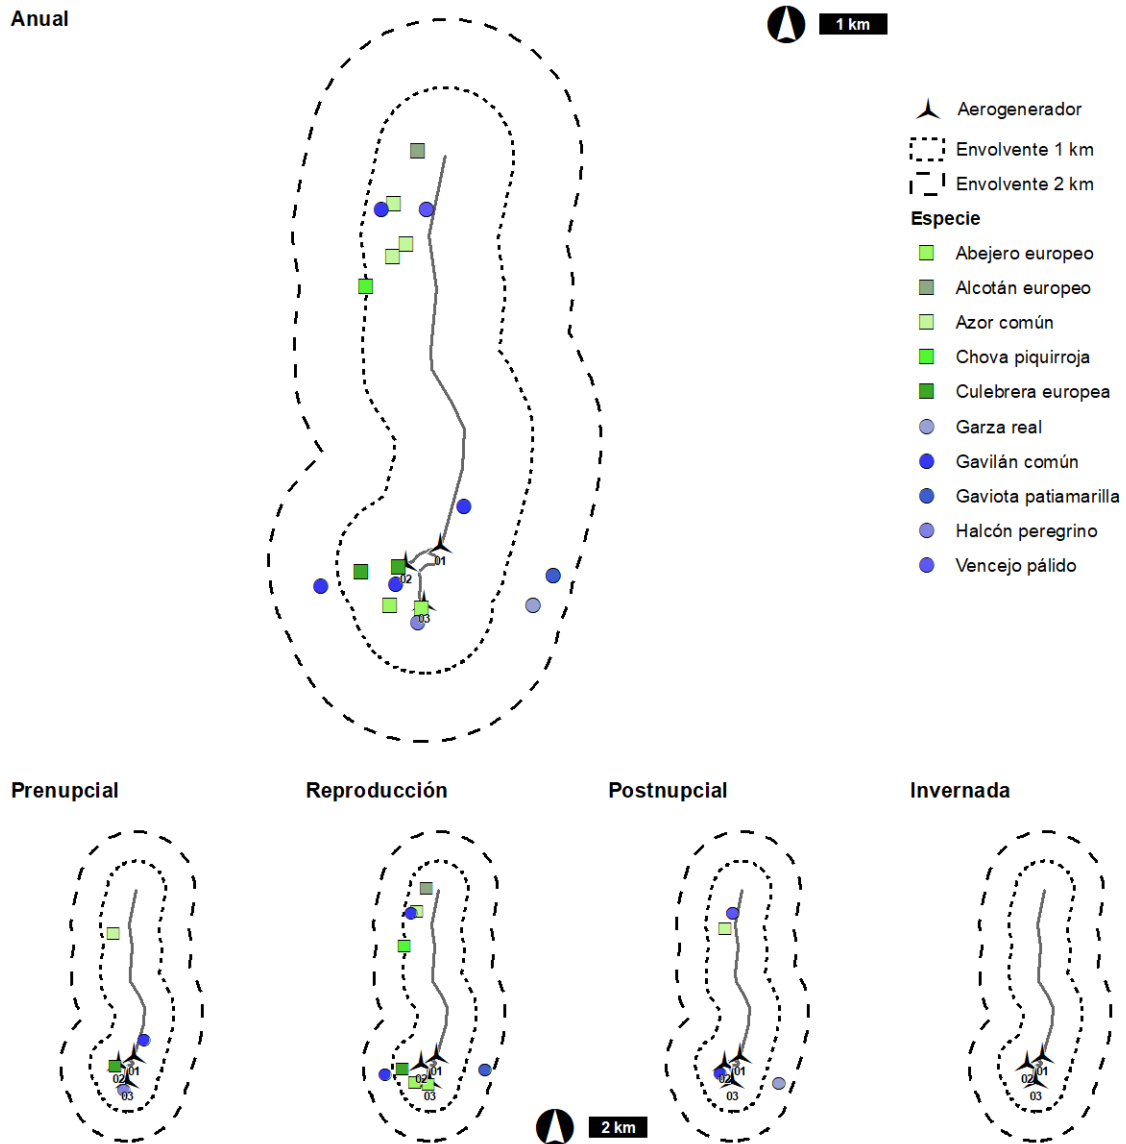 Anual
1 km
Aerogenerador
Envolvente 1 km
Envolvente 2 km
Especie
Abejero europeo
Alcotán europeo
Azor común
Chova piquirroja
Culebrera europea
Garza real
Gavilán común
Gaviota patiamarilla
Halcón peregrino
Vencejo pálido
01
02
03
Prenupcial
Reproducción
Postnupcial
Invernada
01
02
03
01
02
03
01
02
03
01
02
03
2 km